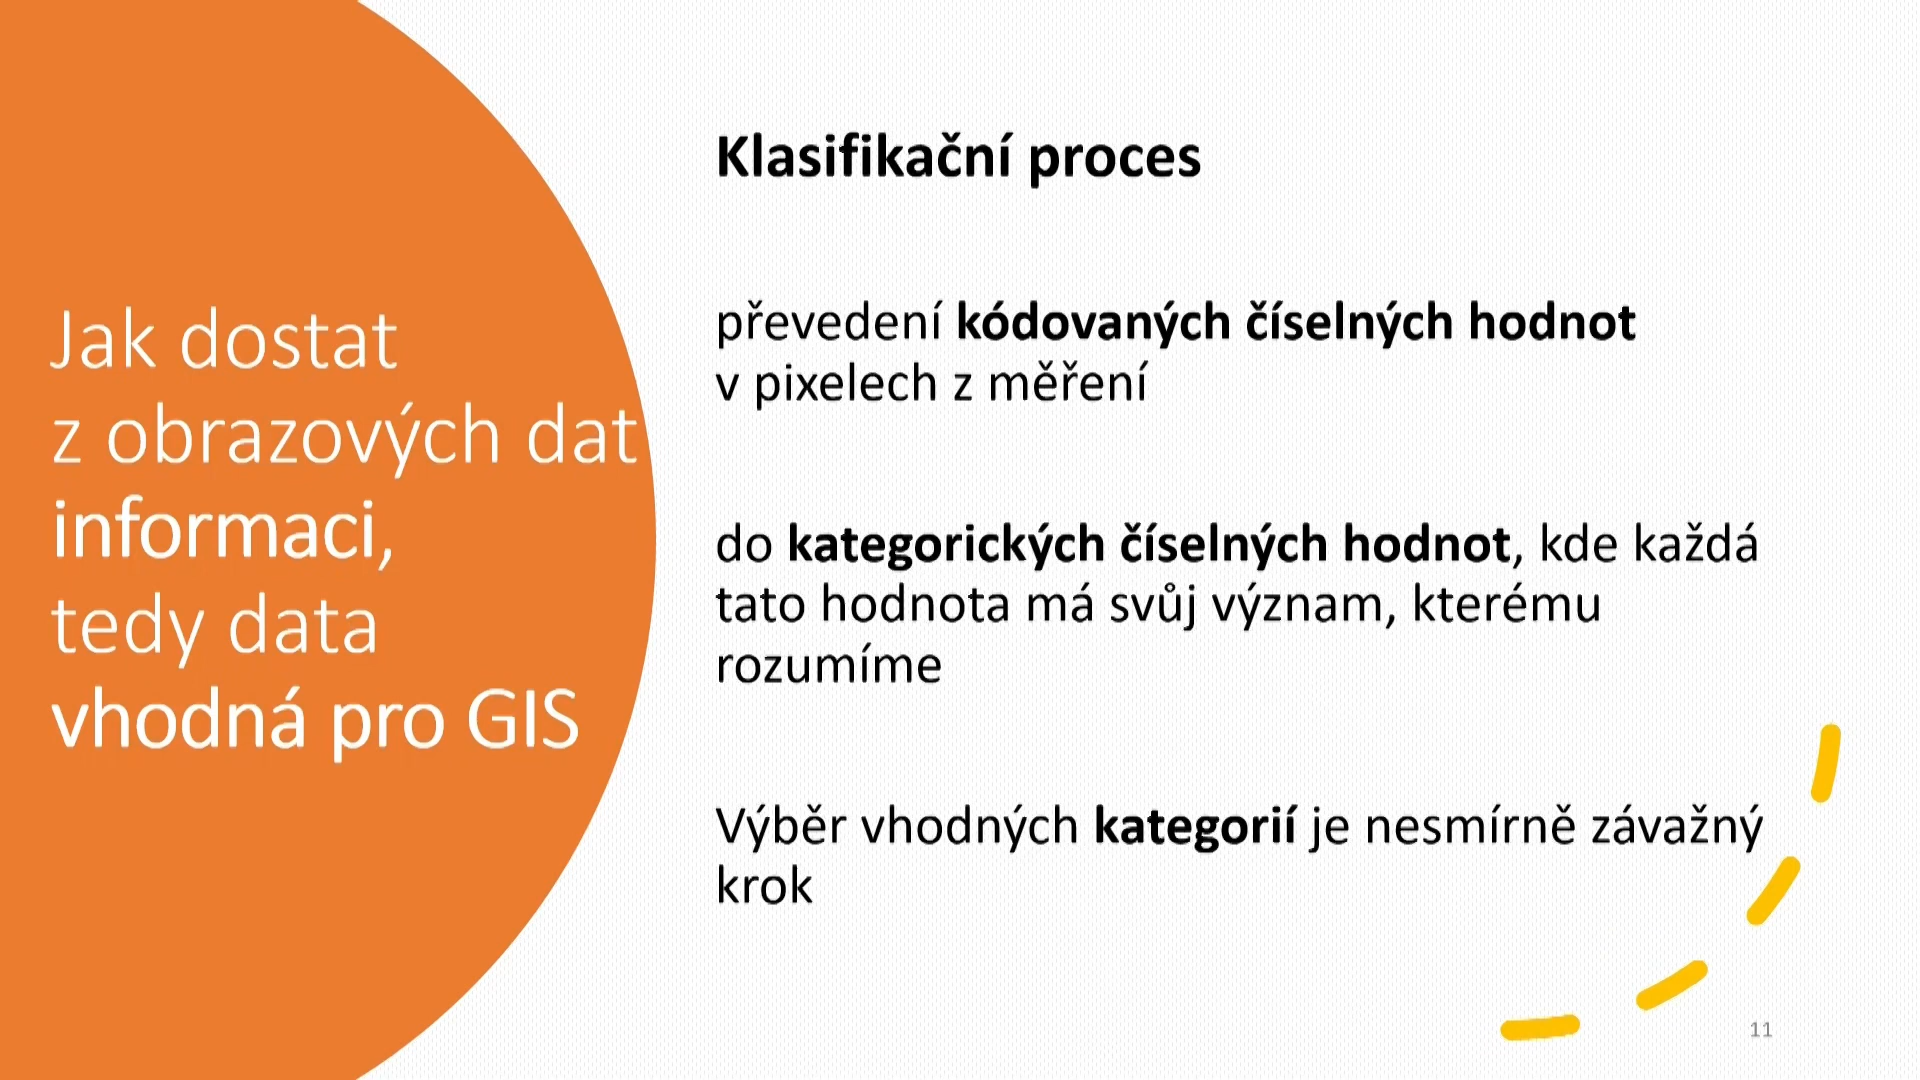 Jak dostat
z obrazových dat
informaci,
tedy data
vhodná pro GIS
Klasifikační proces
převedení kódovaných číselných hodnot
v pixelech z měření
do kategorických číselných hodnot, kde každá
tato hodnota má svůj význam, kterému
rozumíme
Výběr vhodných kategorií je nesmírně závažný
krok
11